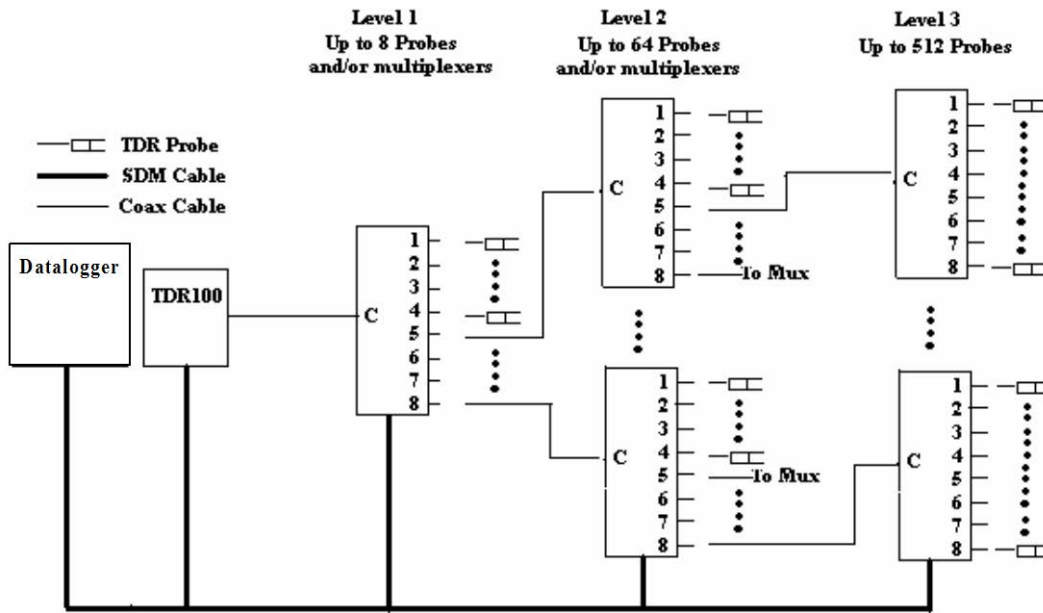 Level 1
Up to 8 Probes
and/or multiplexers
Level 2
Up to 64 Probes
and/or multiplexers
Level 3
Up to 512 Probes
TDR Probe
SDM Cable
Coax Cable
Datalogger
TDR100
C
1
2
3
4
5
6
7
8
C
1
2
3
4
5
6
7
8
To Mux
C
1
2
3
4
5
6
7
8
To Mux
C
1
2
3
4
5
6
7
8
C
1
2
3
4
5
6
7
8